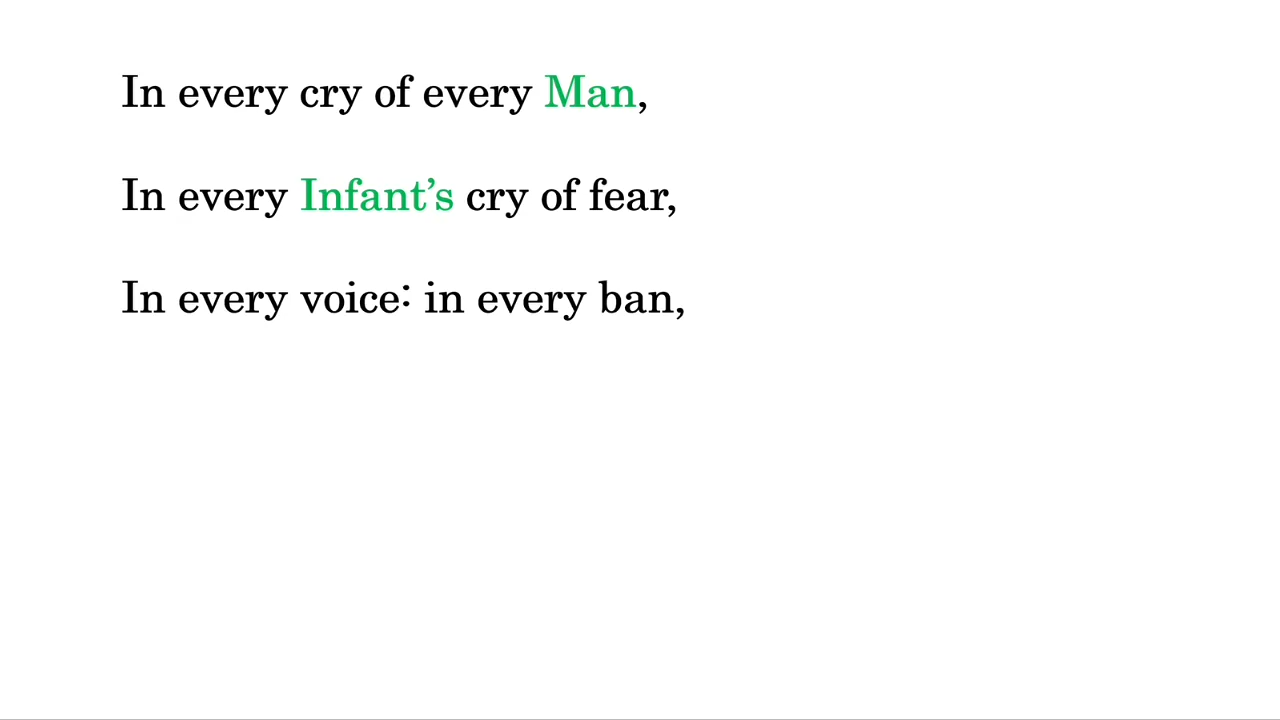 In every cry of every Man,
In every Infant’s cry of fear,
In every voice: in every ban,